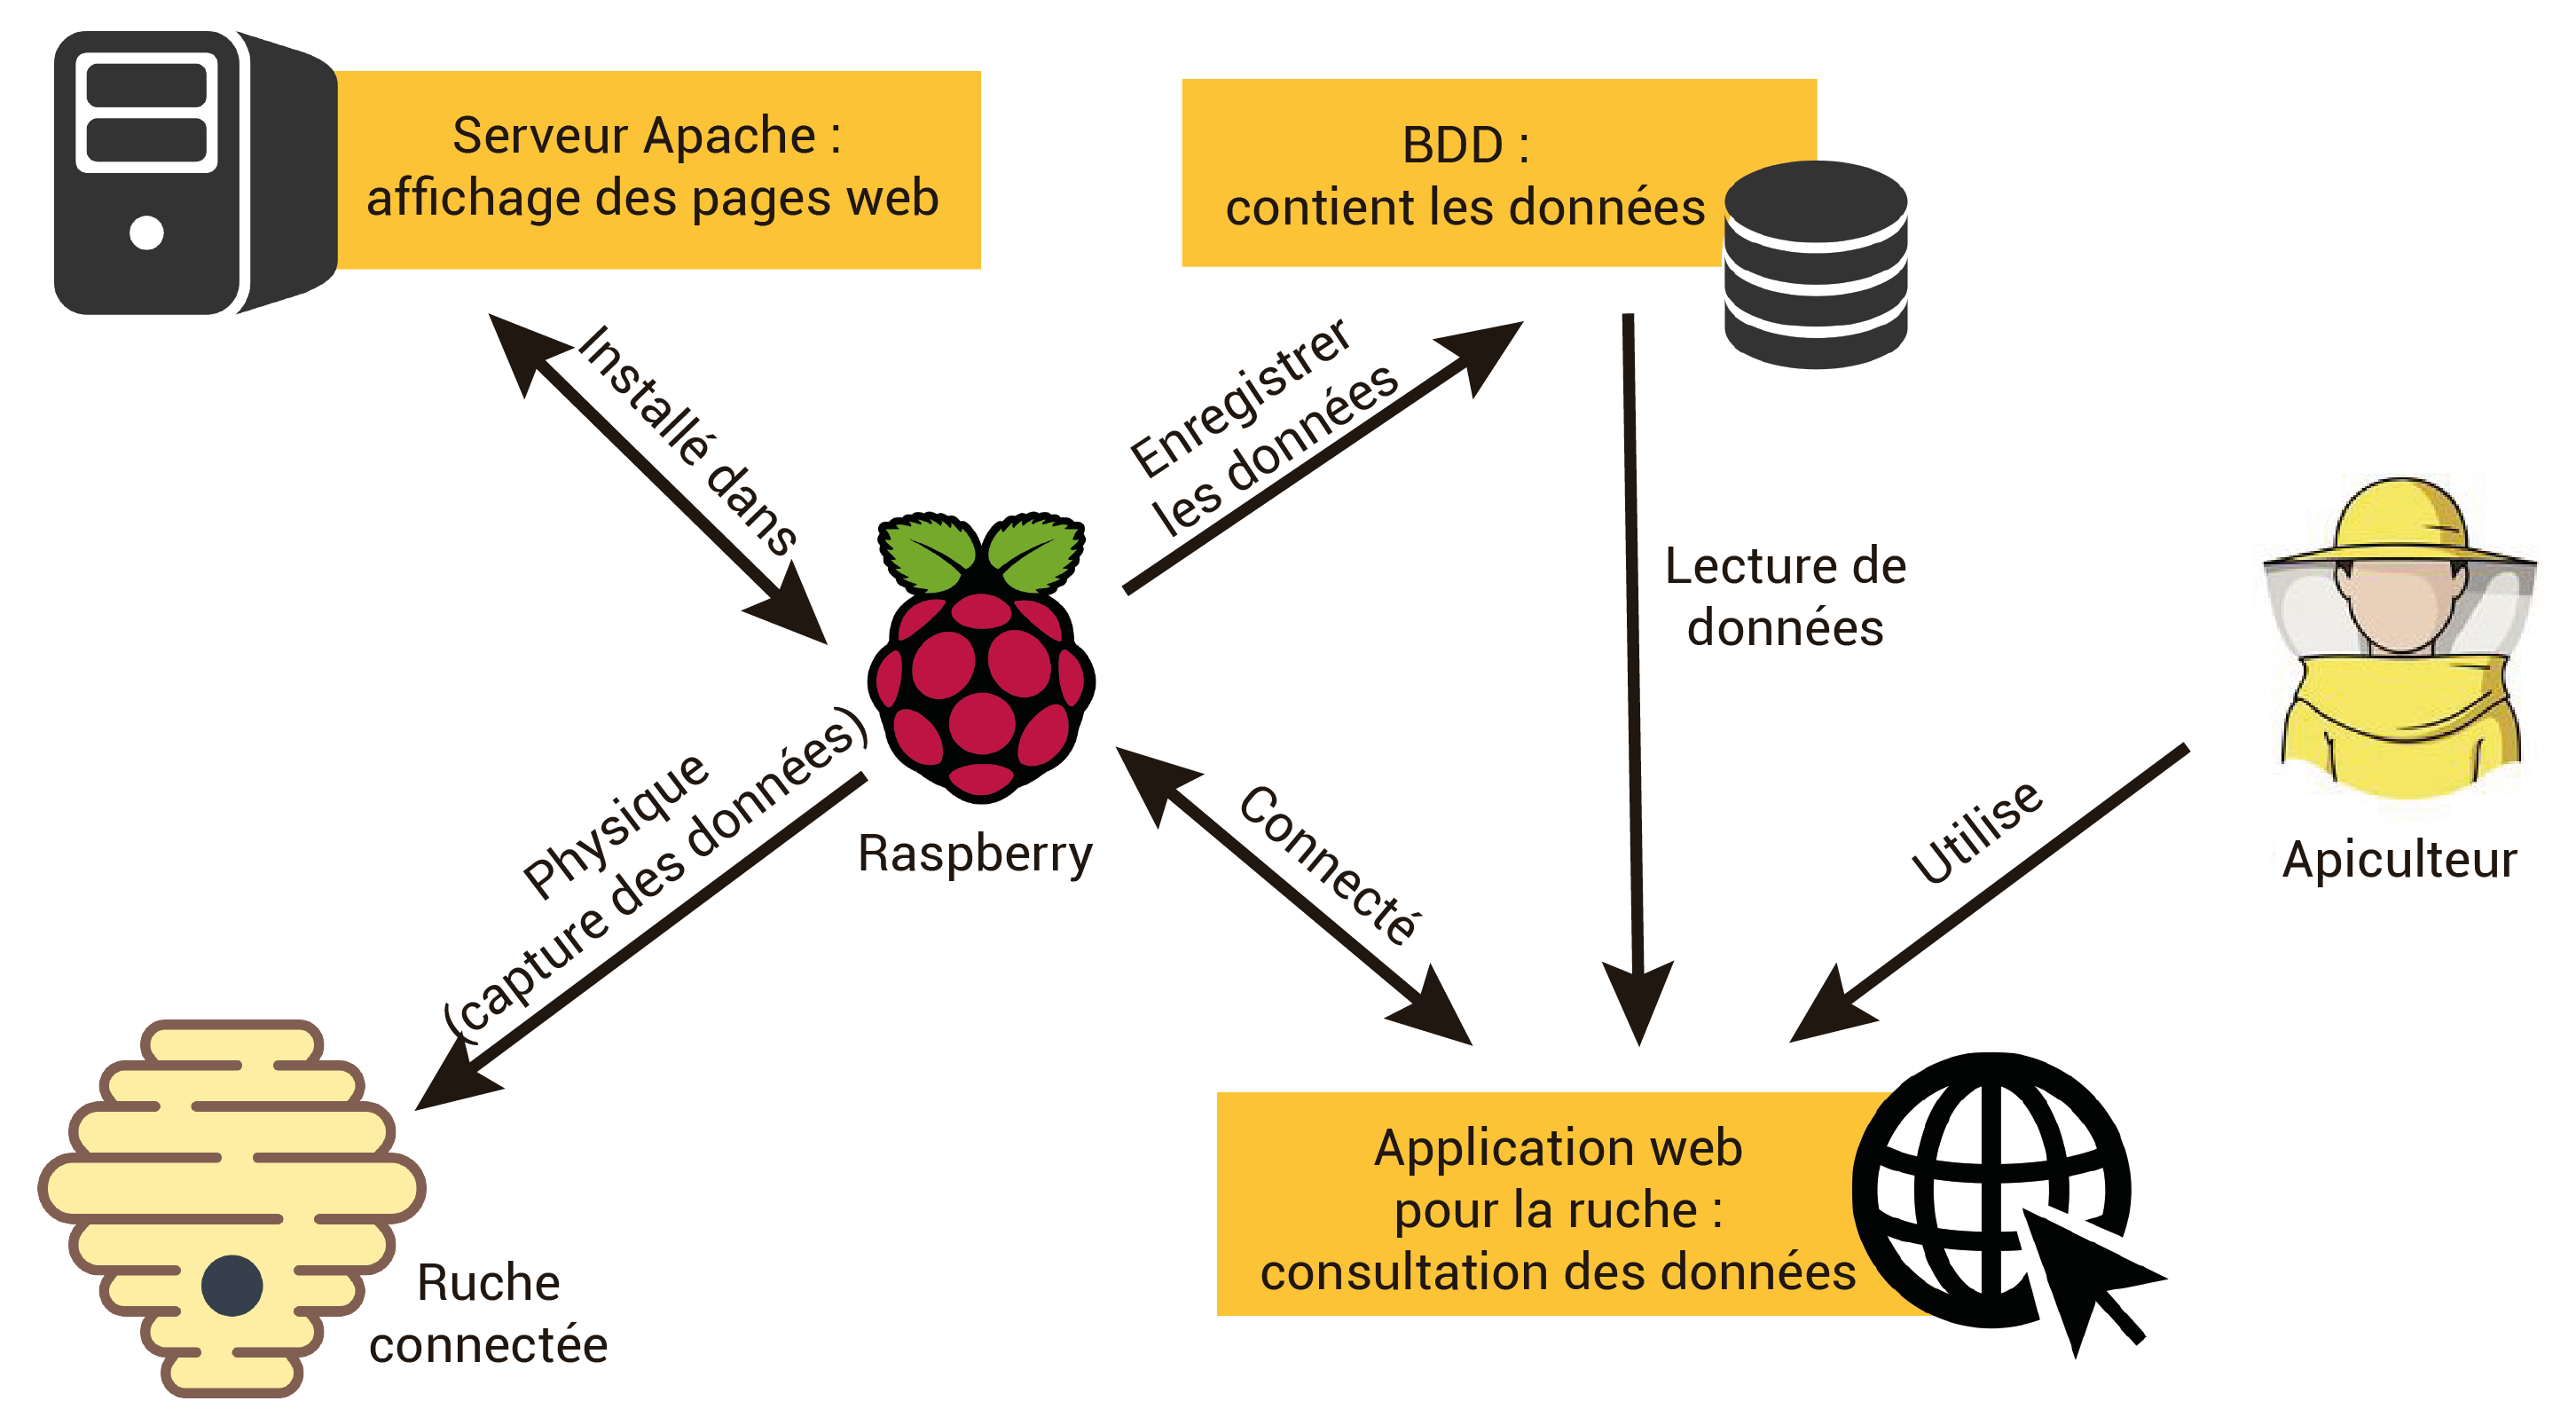 Serveur Apache :
affichage des pages web
BDD :
contient les données
Installé dans
Enregistrer
les données
Lecture de
données
Physique
(capture des données)
Raspberry
Connecté
Utilise
Apiculteur
Ruche
connectée
Application web
pour la ruche :
consultation des données